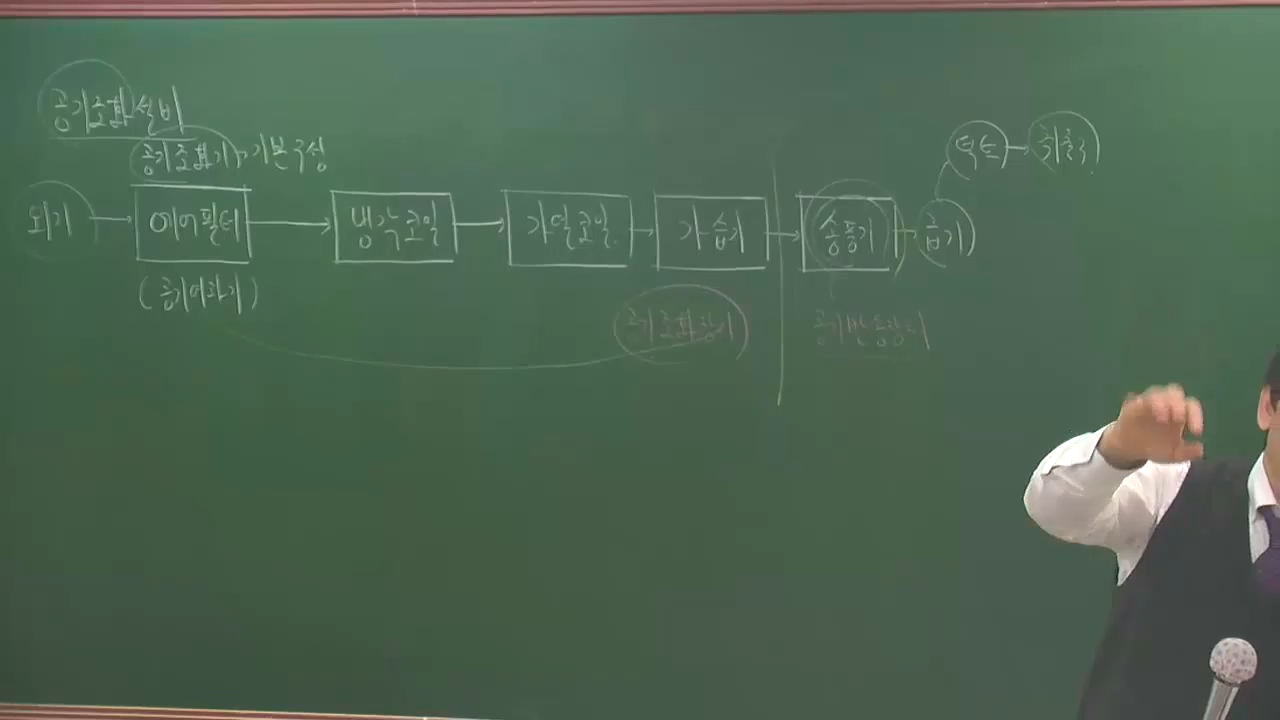 공기조화설비
공기조화기, 기본구성
덕트 → 취출구
외기 → 에어필터 → 냉각코일 → 가열코일 → 가습기 → 송풍기 → 급기
(공기여과기)
공기조화장치
공기반송장치